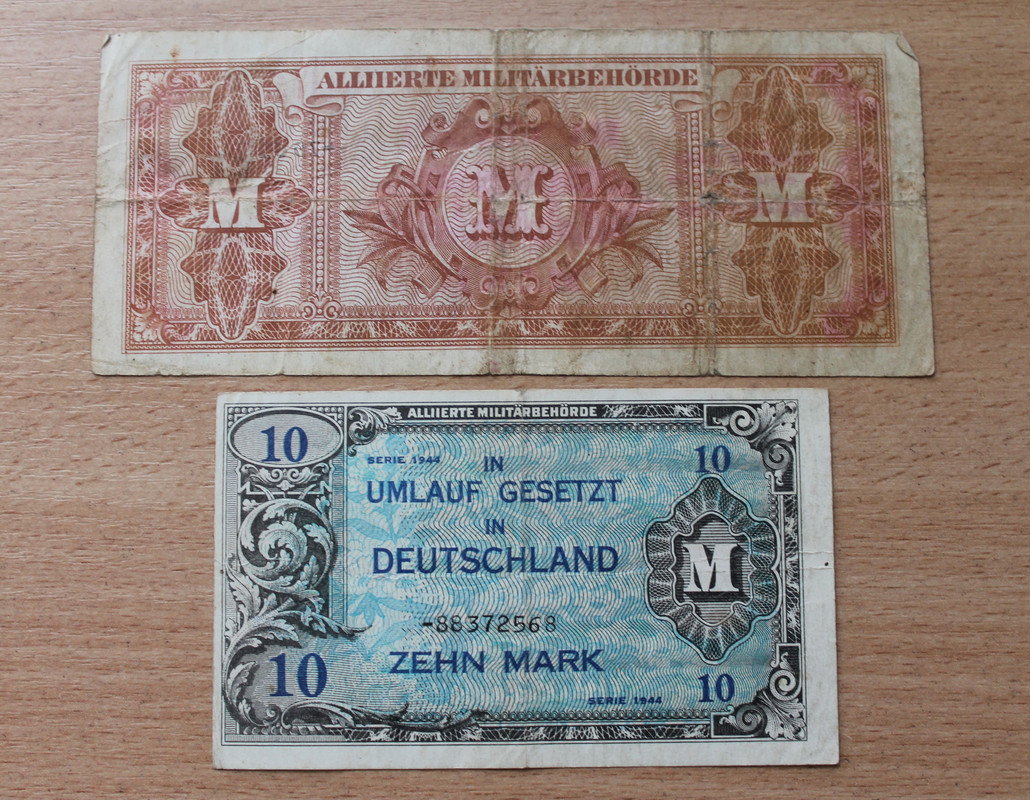 ALLIIERTE MILITÄRBEHÖRDE
M M M
ALLIIERTE MILITÄRBEHÖRDE
10
SERIE 1944 IN
10
UMLAUF GESETZT
IN
DEUTSCHLAND
M
-88372568
ZEHN MARK
10
10
SERIE 1944